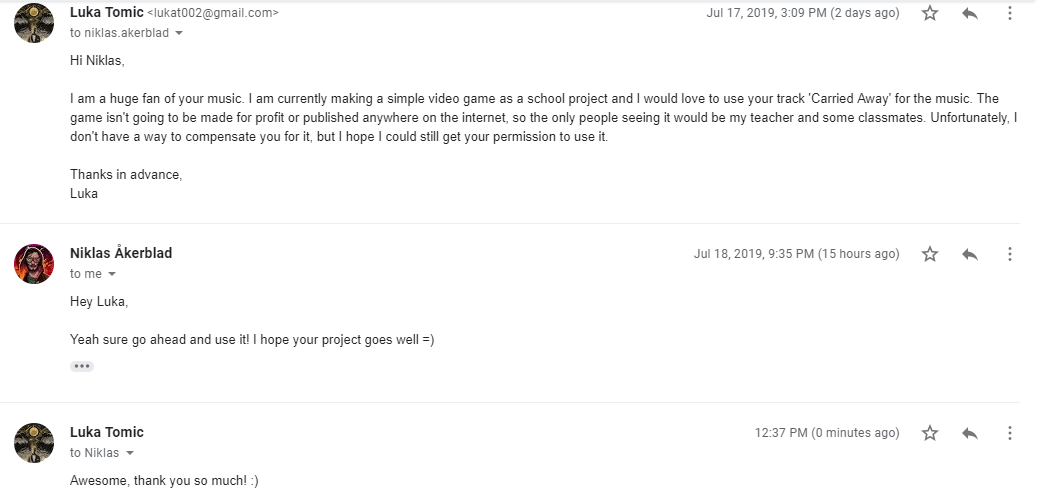 Luka Tomic <lukat002@gmail.com> Jul 17, 2019, 3:09 PM (2 days ago)
to niklas.akerblad
Hi Niklas,
I am a huge fan of your music. I am currently making a simple video game as a school project and I would love to use your track 'Carried Away' for the music. The
game isn't going to be made for profit or published anywhere on the internet, so the only people seeing it would be my teacher and some classmates. Unfortunately, I
don't have a way to compensate you for it, but I hope I could still get your permission to use it.
Thanks in advance,
Luka
Niklas Åkerblad Jul 18, 2019, 9:35 PM (15 hours ago)
to me
Hey Luka,
Yeah sure go ahead and use it! I hope your project goes well =)
Luka Tomic 12:37 PM (0 minutes ago)
to Niklas
Awesome, thank you so much! :)